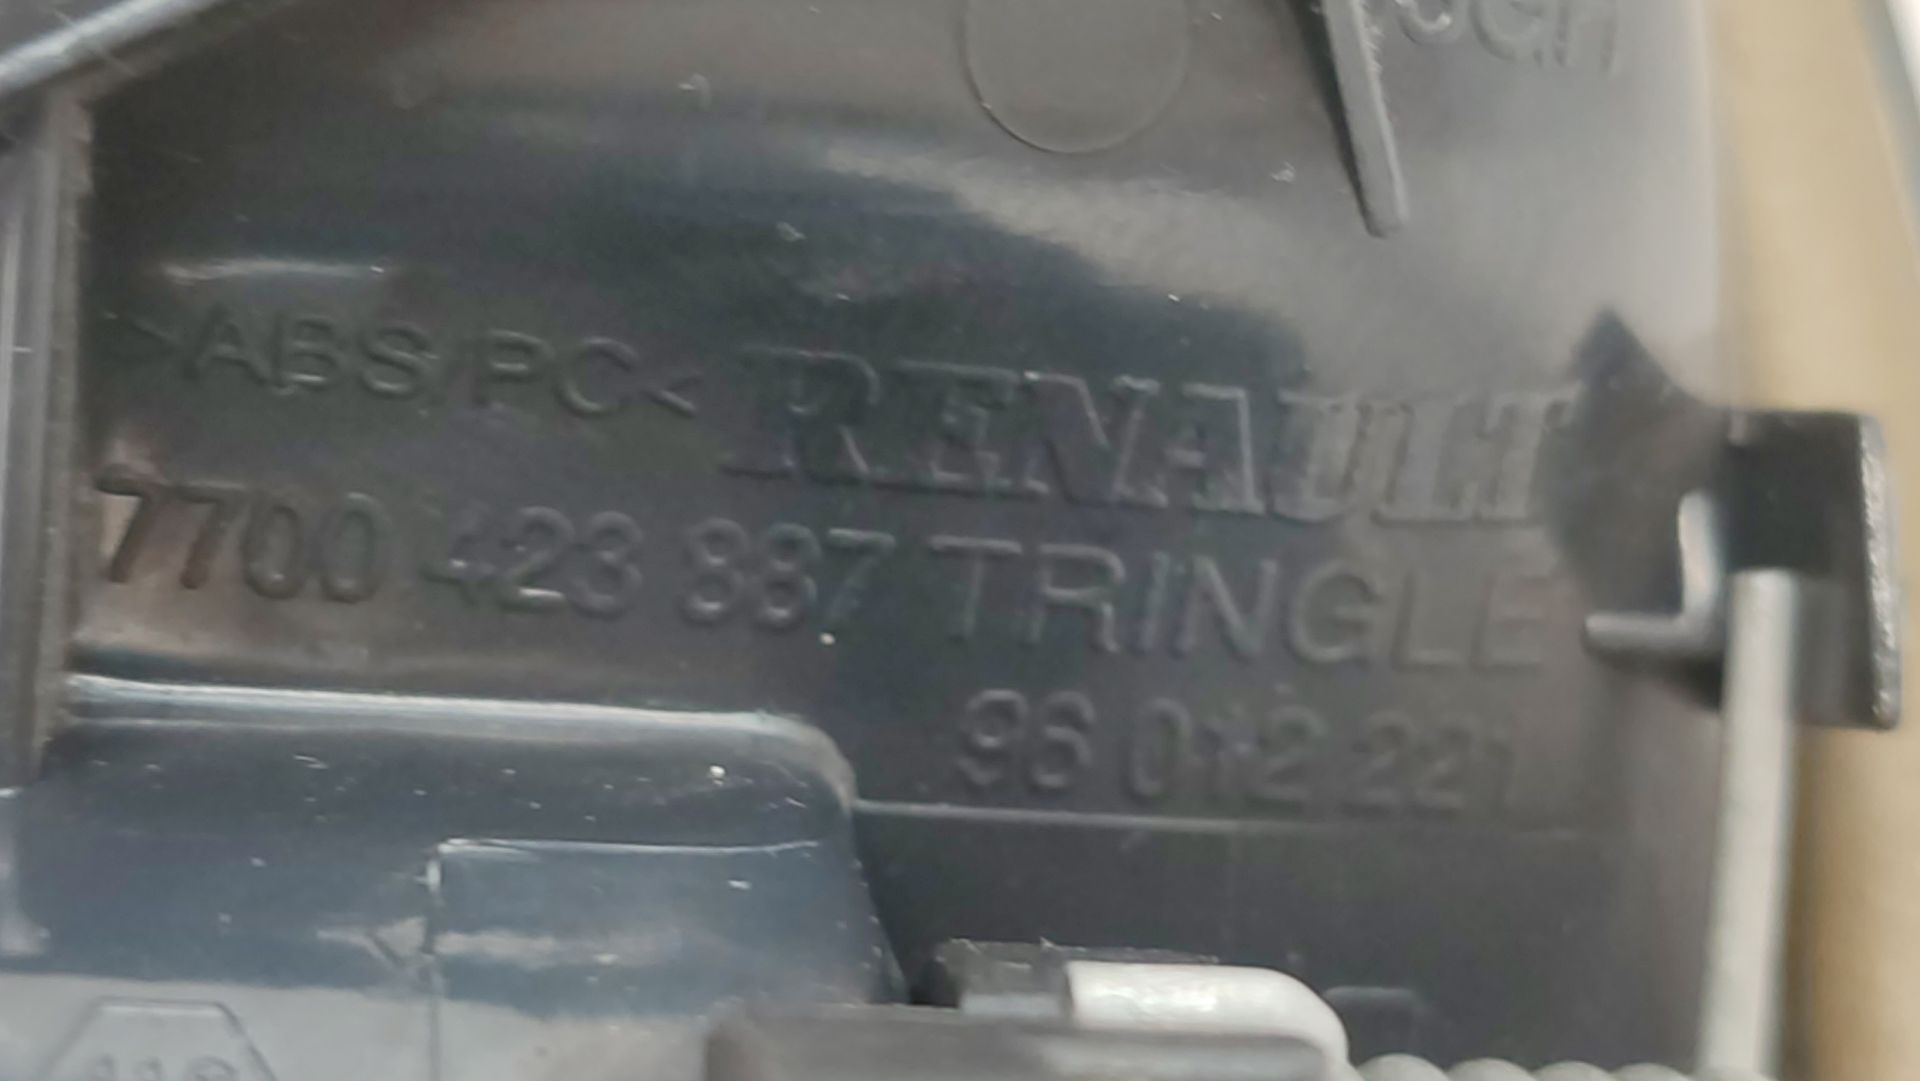 >ABS/PC< RENAULT
7700 423 887 TRINGLE
96 012 221